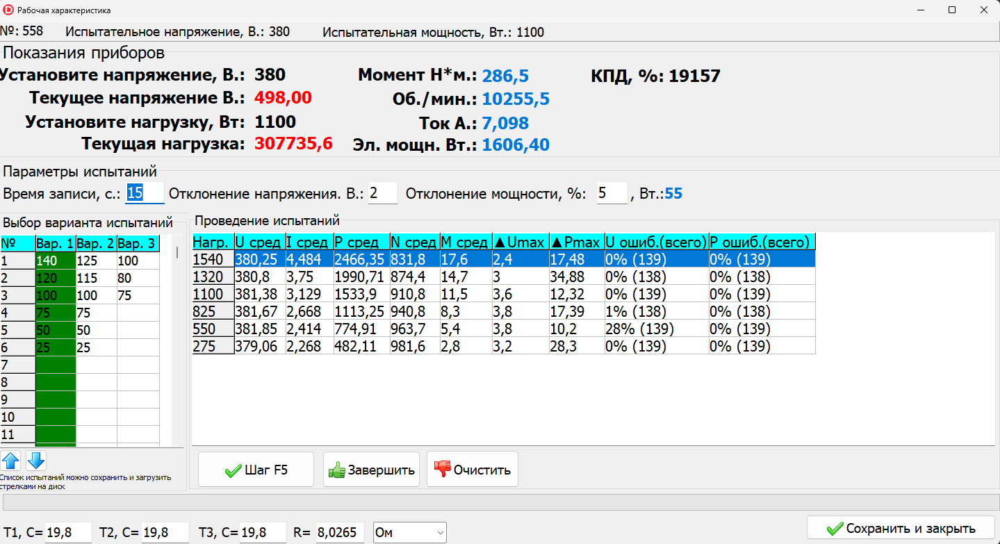 Рабочая характеристика
№: 558 Испытательное напряжение, В.: 380 Испытательная мощность, Вт.: 1100
Показания приборов
Установите напряжение, В.: 380 Момент Н*м.: 286,5 КПД, %: 19157
Текущее напряжение В.: 498,00 Об./мин.: 10255,5
Установите нагрузку, Вт: 1100 Ток А.: 7,098
Текущая нагрузка: 307735,6 Эл. мощн. Вт.: 1606,40
Параметры испытаний
Время записи, с.: 15 Отклонение напряжения. В.: 2 Отклонение мощности, %: 5 , Вт.:55
Выбор варианта испытаний
№ Вар. 1 Вар. 2 Вар. 3
1 140 125 100
2 120 115 80
3 100 100 75
4 75 75
5 50 50
6 25 25
7
8
9
10
11
Список испытаний можно сохранить и загрузить
стрелками на диск
Проведение испытаний
Нагр. U сред I сред P сред N сред M сред ▲Umax ▲Pmax U ошиб.(всего) P ошиб.(всего)
1540 380,25 4,484 2466,35 831,8 17,6 2,4 17,48 0% (139) 0% (139)
1320 380,8 3,75 1990,71 874,4 14,7 3 34,88 0% (138) 0% (138)
1100 381,38 3,129 1533,9 910,8 11,5 3,6 12,32 0% (139) 0% (139)
825 381,67 2,668 1113,25 940,8 8,3 3,8 17,39 1% (138) 0% (138)
550 381,85 2,414 774,91 963,7 5,4 3,8 10,2 28% (139) 0% (139)
275 379,06 2,268 482,11 981,6 2,8 3,2 28,3 0% (139) 0% (139)
Шаг F5 Завершить Очистить
T1, C= 19,8 T2, C= 19,8 T3, C= 19,8 R= 8,0265 Ом Сохранить и закрыть